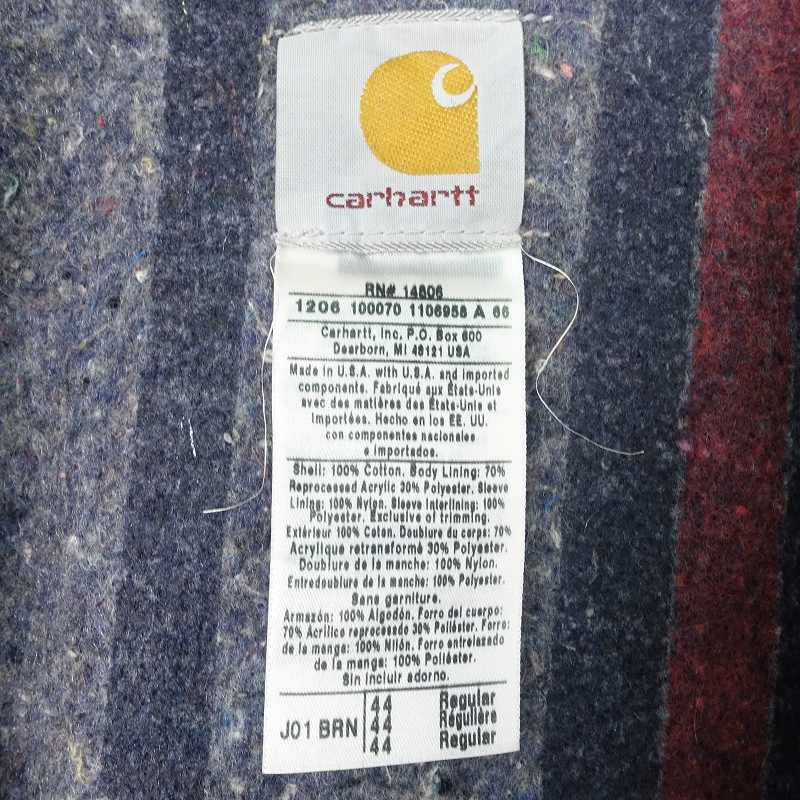 carhartt
RN# 14806
1206 100070 1106958 A 66
Carhartt, Inc. P.O. Box 600
Dearborn, MI 48121 USA
Made in U.S.A. with U.S.A. and imported
components. Fabriqué aux États-Unis
avec des matières des États-Unis et
importées. Hecho en los EE. UU.
con componentes nacionales
e importados.
Shell: 100% Cotton. Body Lining: 70%
Reprocessed Acrylic 30% Polyester. Sleeve
Lining: 100% Nylon. Sleeve Interlining: 100%
Polyester. Exclusive of trimming.
Extérieur 100% Coton. Doublure du corps: 70%
Acrylique retransformé 30% Polyester.
Doublure de la manche: 100% Nylon.
Entredoublure de la manche: 100% Polyester.
Sans garniture.
Armazón: 100% Algodón. Forro del cuerpo:
70% Acrílico reprocesado 30% Poliéster. Forro
de la manga: 100% Nilón. Forro entrelazado
de la manga: 100% Poliéster.
Sin incluir adorno.
J01 BRN
44 Regular
44 Régulière
44 Regular